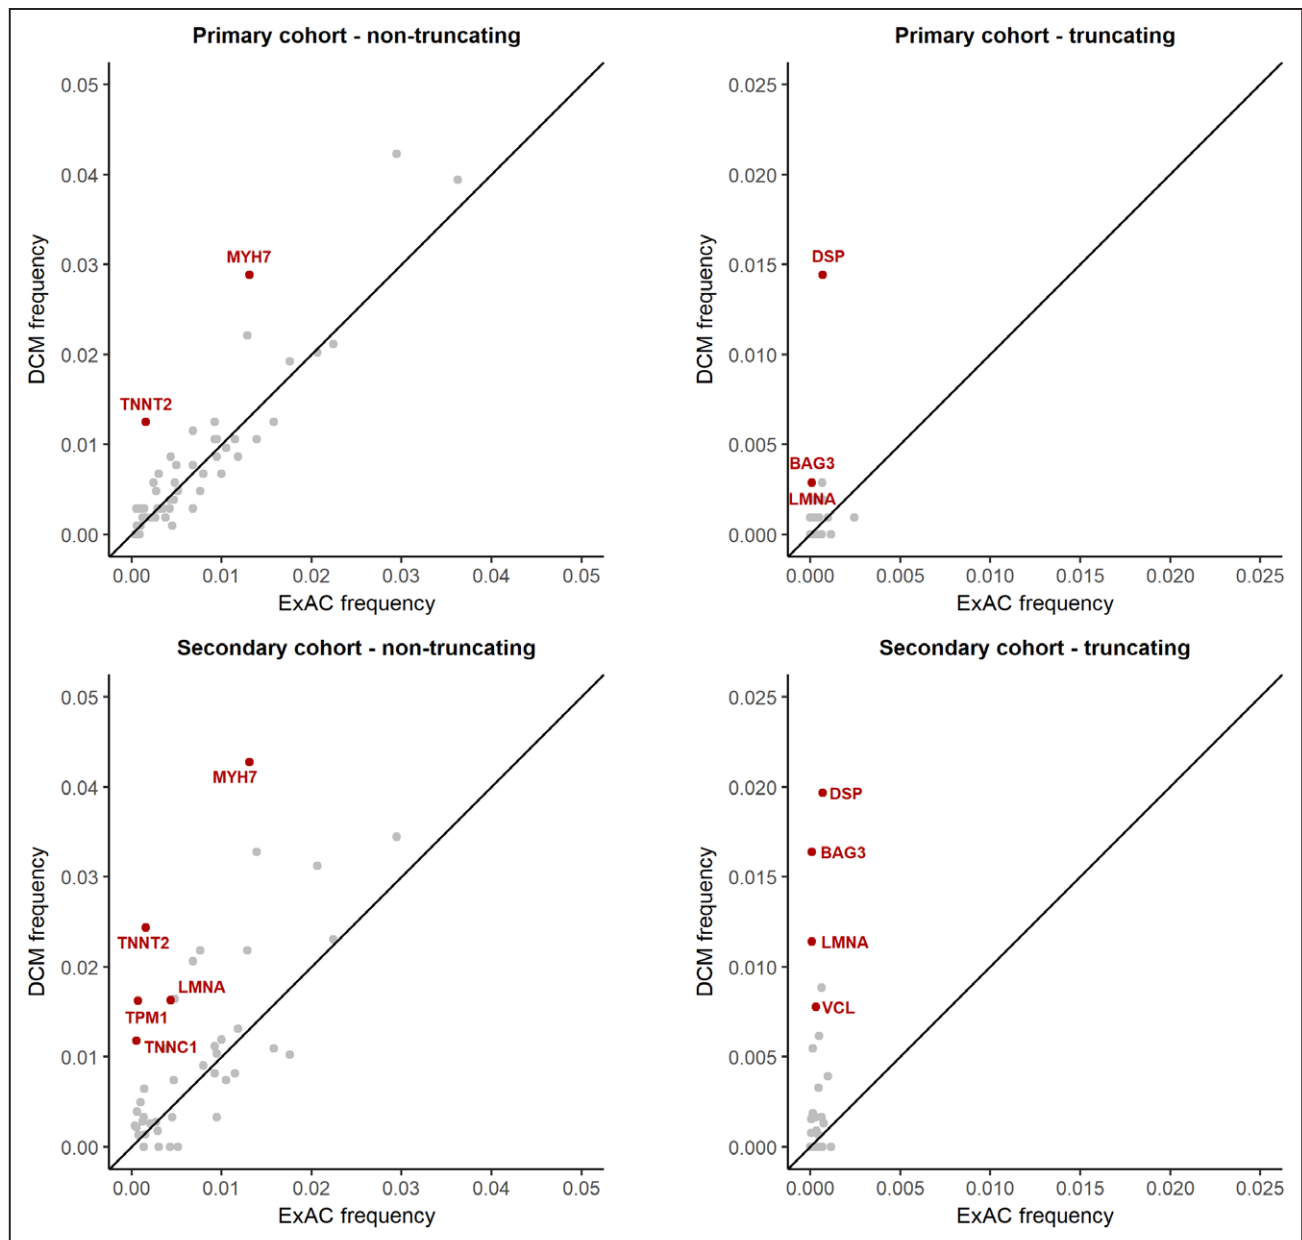 Primary cohort - non-truncating
0.05
0.04
0.03
0.02
0.01
0.00
DCM frequency
MYH7
TNNT2
0.00 0.01 0.02 0.03 0.04 0.05
ExAC frequency
Primary cohort - truncating
0.025
0.020
0.015
0.010
0.005
0.000
DCM frequency
DSP
BAG3
LMNA
0.000 0.005 0.010 0.015 0.020 0.025
ExAC frequency
Secondary cohort - non-truncating
0.05
0.04
0.03
0.02
0.01
0.00
DCM frequency
MYH7
TNNT2
LMNA
TPM1
TNNC1
0.00 0.01 0.02 0.03 0.04 0.05
ExAC frequency
Secondary cohort - truncating
0.025
0.020
0.015
0.010
0.005
0.000
DCM frequency
DSP
BAG3
LMNA
VCL
0.000 0.005 0.010 0.015 0.020 0.025
ExAC frequency